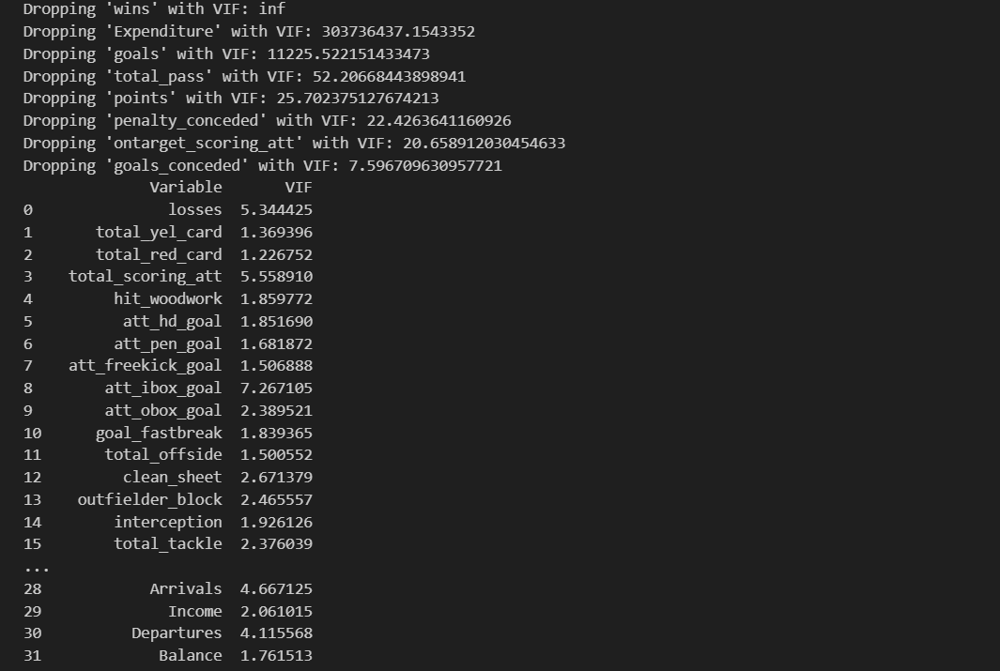 Dropping 'wins' with VIF: inf
Dropping 'Expenditure' with VIF: 303736437.1543352
Dropping 'goals' with VIF: 11225.522151433473
Dropping 'total_pass' with VIF: 52.20668443898941
Dropping 'points' with VIF: 25.702375127674213
Dropping 'penalty_conceded' with VIF: 22.4263641160926
Dropping 'ontarget_scoring_att' with VIF: 20.658912030454633
Dropping 'goals_conceded' with VIF: 7.596709630957721
Variable VIF
0 losses 5.344425
1 total_yel_card 1.369396
2 total_red_card 1.226752
3 total_scoring_att 5.558910
4 hit_woodwork 1.859772
5 att_hd_goal 1.851690
6 att_pen_goal 1.681872
7 att_freekick_goal 1.506888
8 att_ibox_goal 7.267105
9 att_obox_goal 2.389521
10 goal_fastbreak 1.839365
11 total_offside 1.500552
12 clean_sheet 2.671379
13 outfielder_block 2.465557
14 interception 1.926126
15 total_tackle 2.376039
...
28 Arrivals 4.667125
29 Income 2.061015
30 Departures 4.115568
31 Balance 1.761513